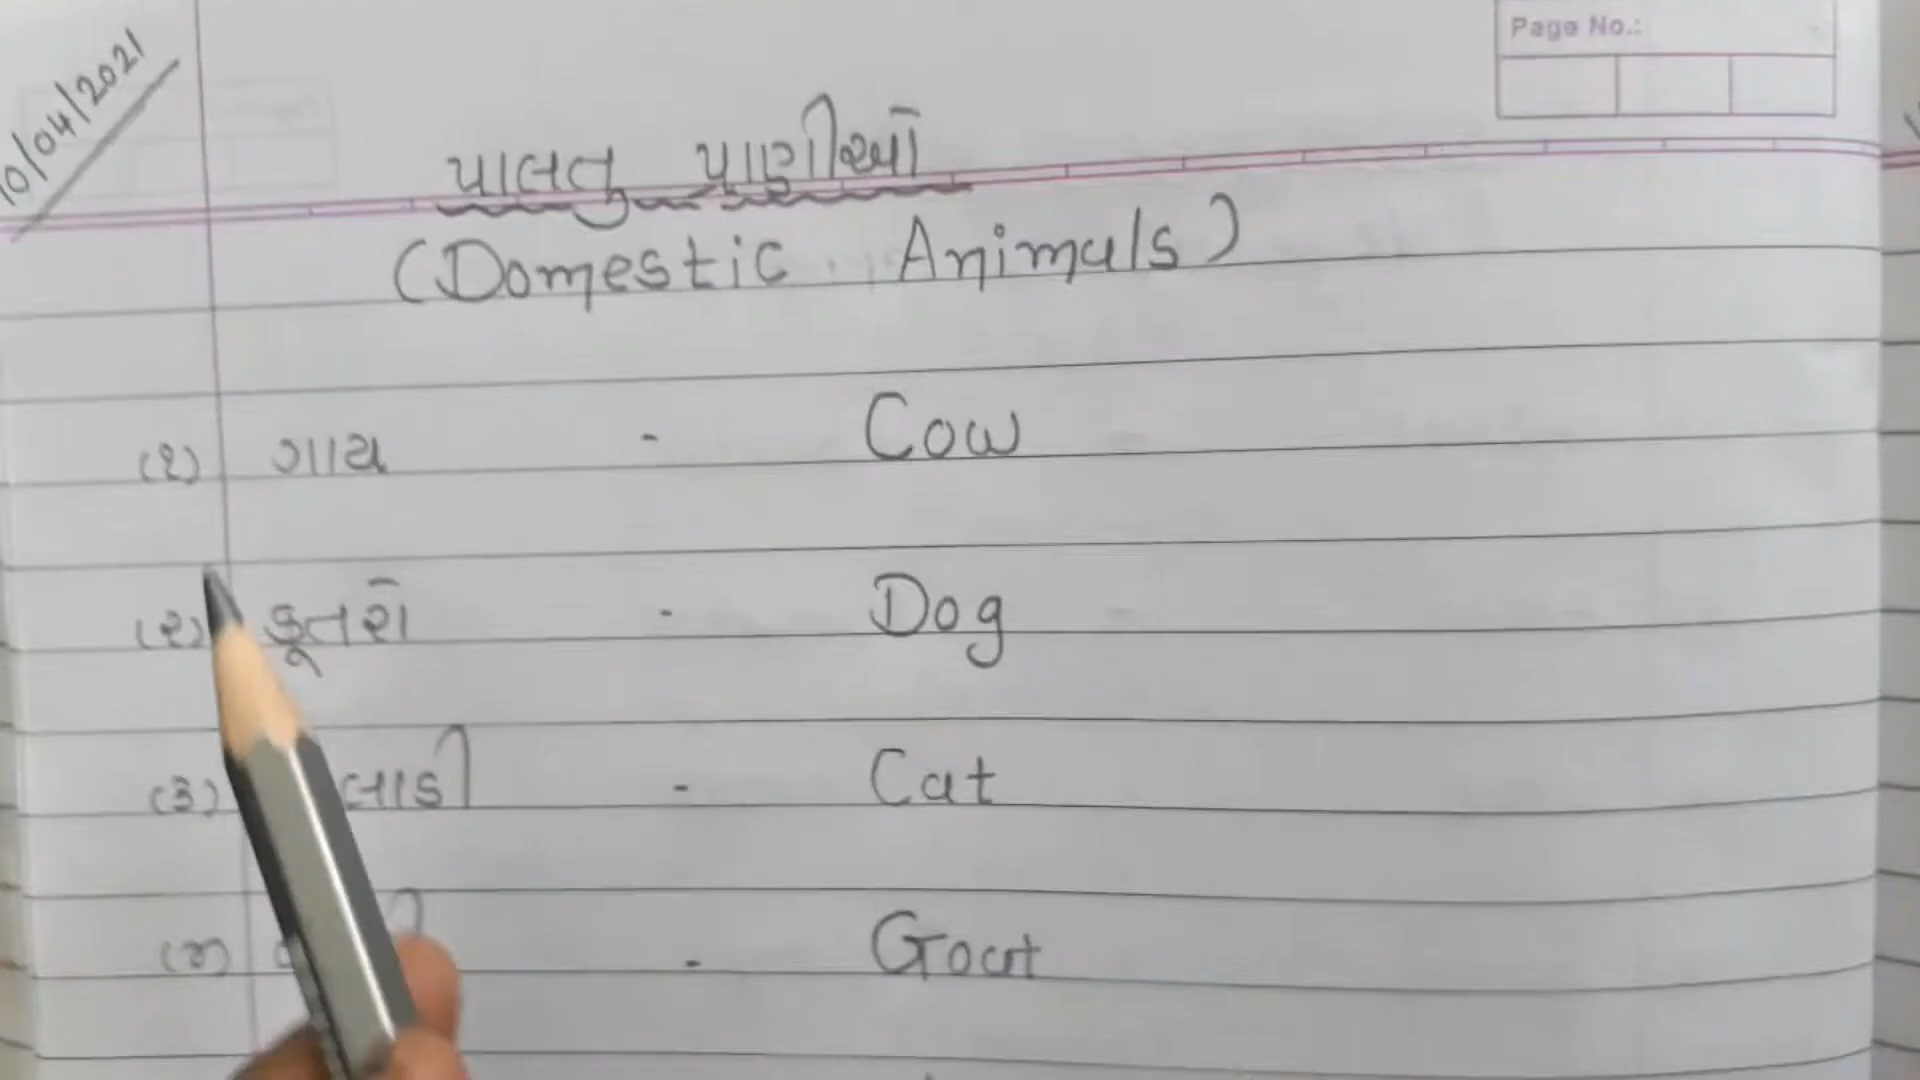 10/04/2021
Page No.:
પાલતુ પ્રાણીઓ
(Domestic Animals)
(૧) ગાય - Cow
(૨) કૂતરો - Dog
(૩) - Cat
(૪) - Goat